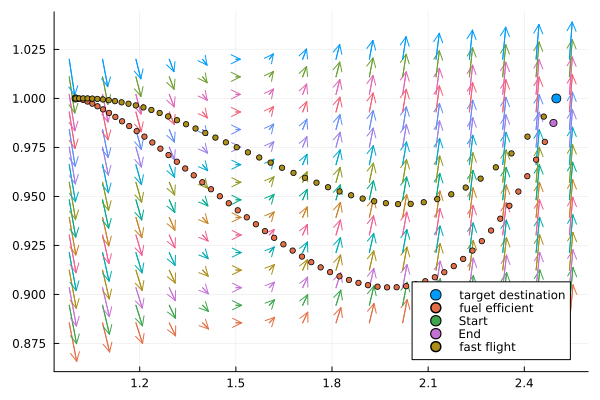 1.025
1.000
0.975
0.950
0.925
0.900
0.875
1.2 1.5 1.8 2.1 2.4
target destination
fuel efficient
Start
End
fast flight